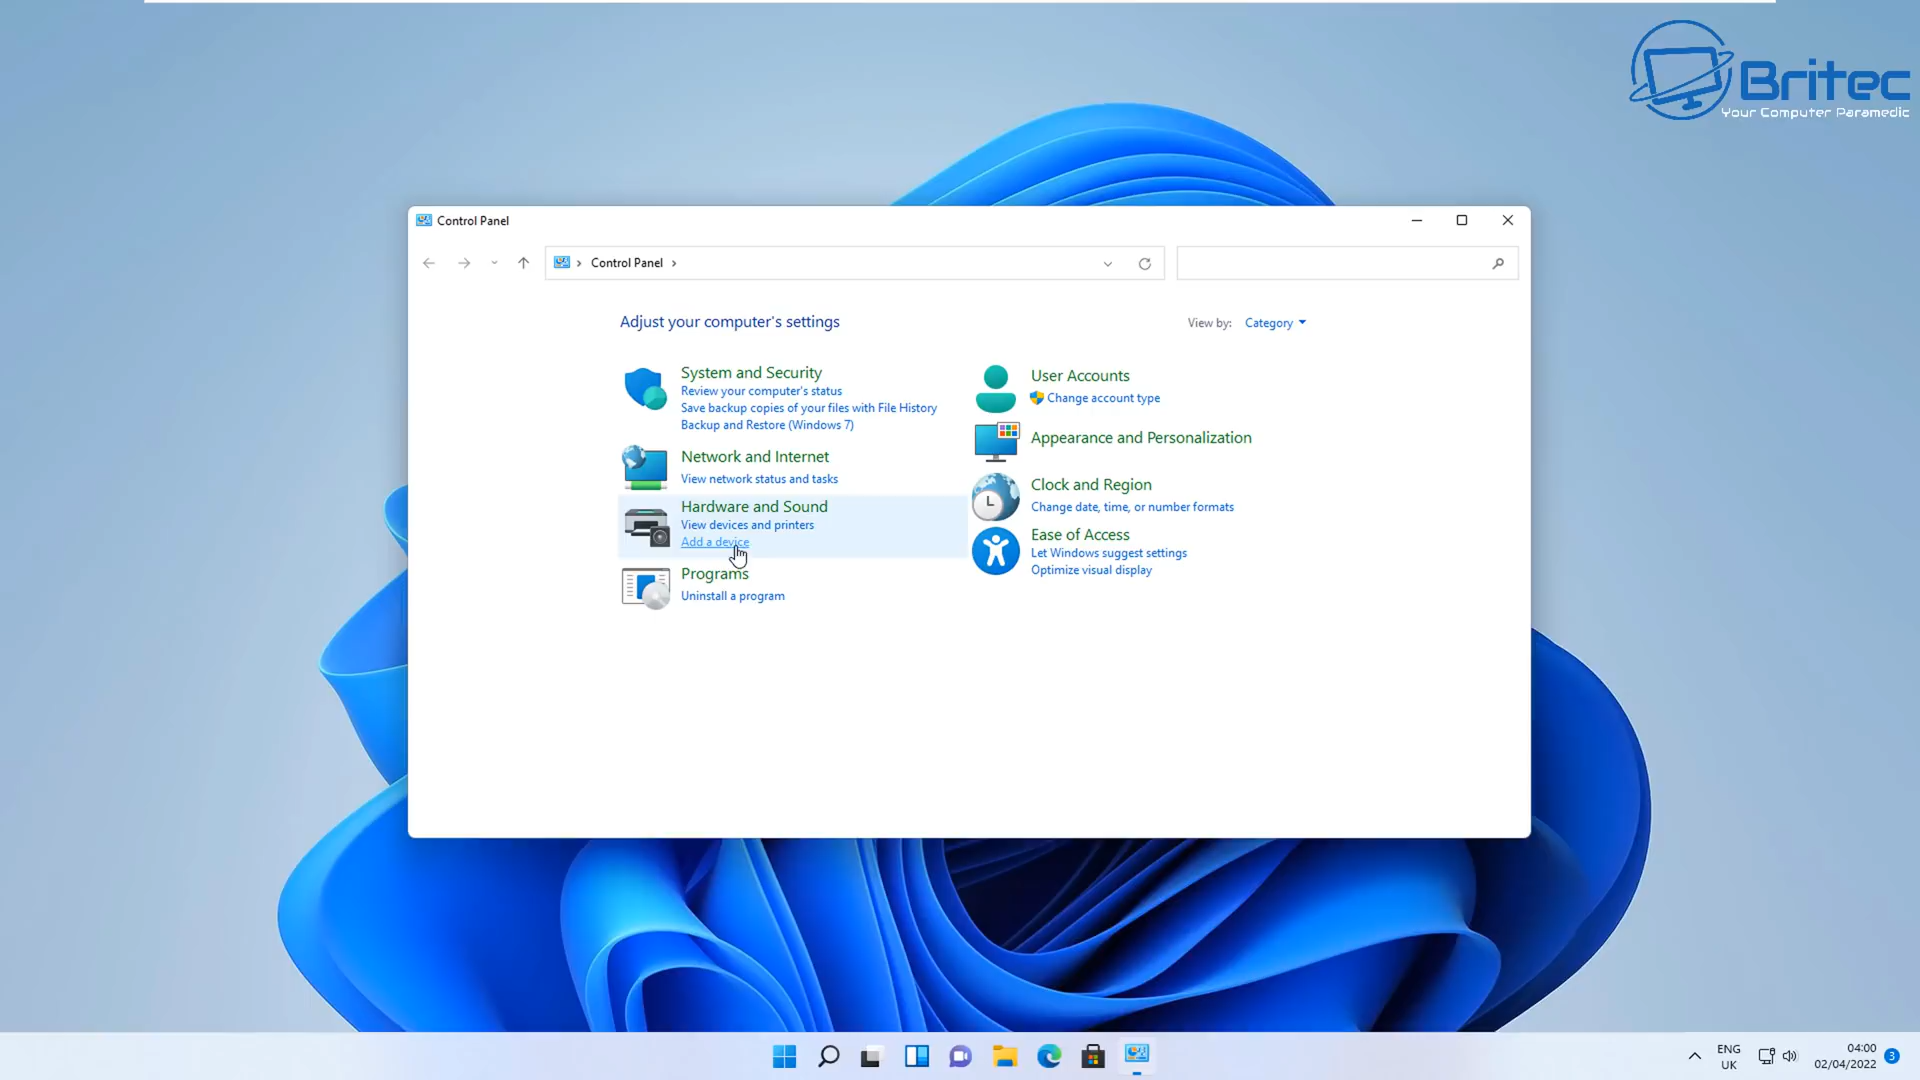 Britec
Your Computer Paramedic
Control Panel
Control Panel
Adjust your computer's settings
View by: Category
System and Security
Review your computer's status
Save backup copies of your files with File History
Backup and Restore (Windows 7)
Network and Internet
View network status and tasks
Hardware and Sound
View devices and printers
Add a device
Programs
Uninstall a program
User Accounts
Change account type
Appearance and Personalization
Clock and Region
Change date, time, or number formats
Ease of Access
Let Windows suggest settings
Optimize visual display
ENG
UK
04:00
02/04/2022
3